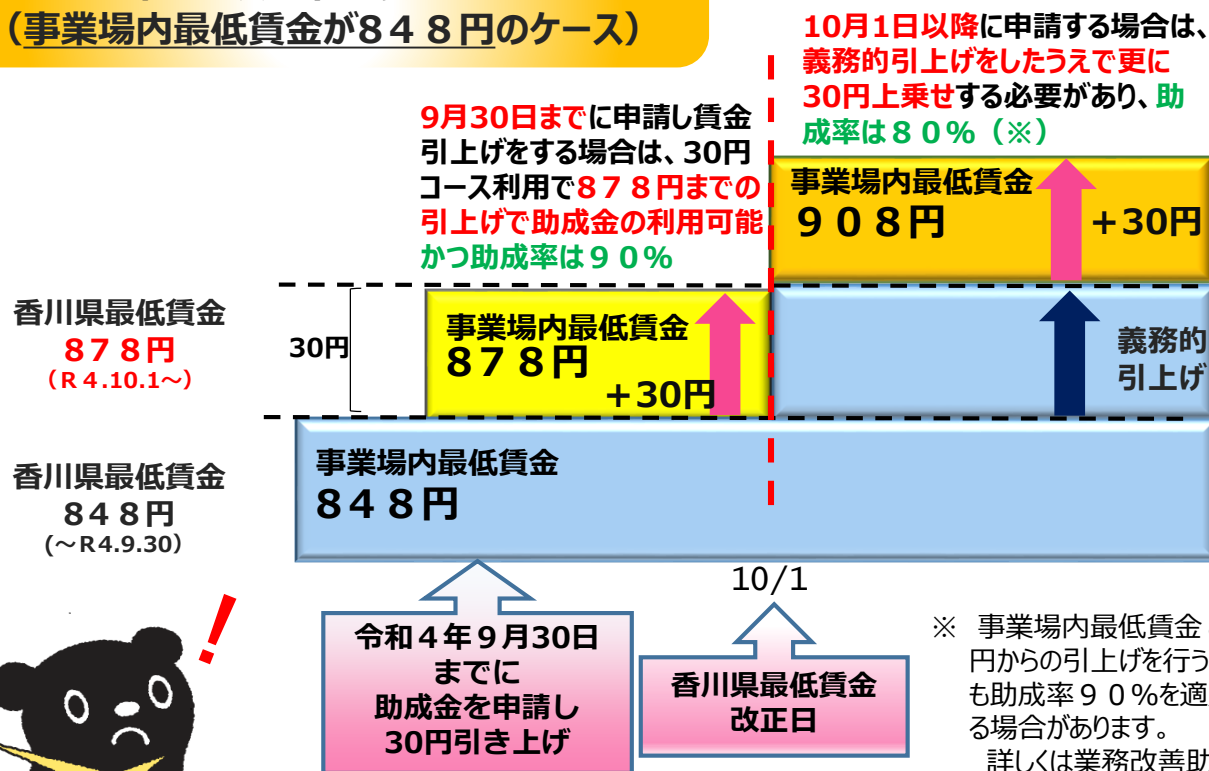 （事業場内最低賃金が８４８円のケース）
10月1日以降に申請する場合は、
義務的引上げをしたうえで更に
30円上乗せする必要があり、助
成率は８０％（※）
9月30日までに申請し賃金
引上げをする場合は、30円
コース利用で８７８円までの
引上げで助成金の利用可能
かつ助成率は９０％
事業場内最低賃金
９０８円
+30円
香川県最低賃金
８７８円
（R４.10.1～）
30円
事業場内最低賃金
８７８円
+30円
義務的
引上げ
香川県最低賃金
８４８円
(～R4.9.30）
事業場内最低賃金
８４８円
10/1
令和４年９月30日
までに
助成金を申請し
30円引き上げ
香川県最低賃金
改正日
※ 事業場内最低賃金
円からの引上げを行う
も助成率９０％を適
る場合があります。
詳しくは業務改善助
！